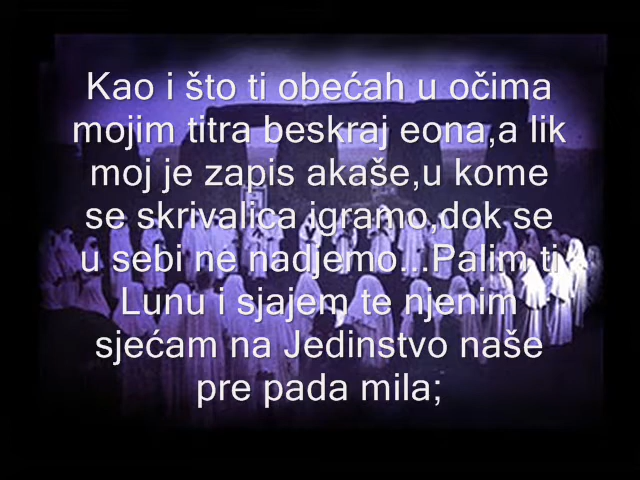 Kao i što ti obećah u očima
mojim titra beskraj eona,a lik
moj je zapis akaše,u kome
se skrivalica igramo,dok se
u sebi ne nadjemo...Palim ti
Lunu i sjajem te njenim
sjećam na Jedinstvo naše
pre pada mila;